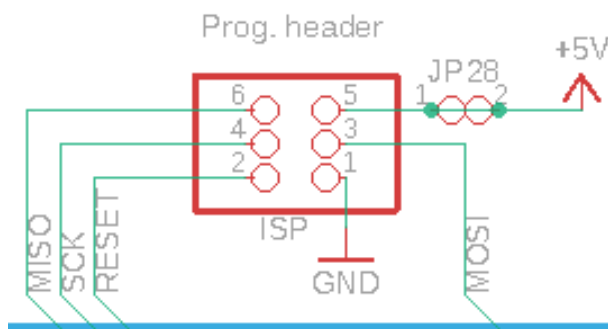 Prog. header
+5V
JP28
6 5 1 2
4 3
2 1
ISP
GND
MISO
SCK
RESET
MOSI